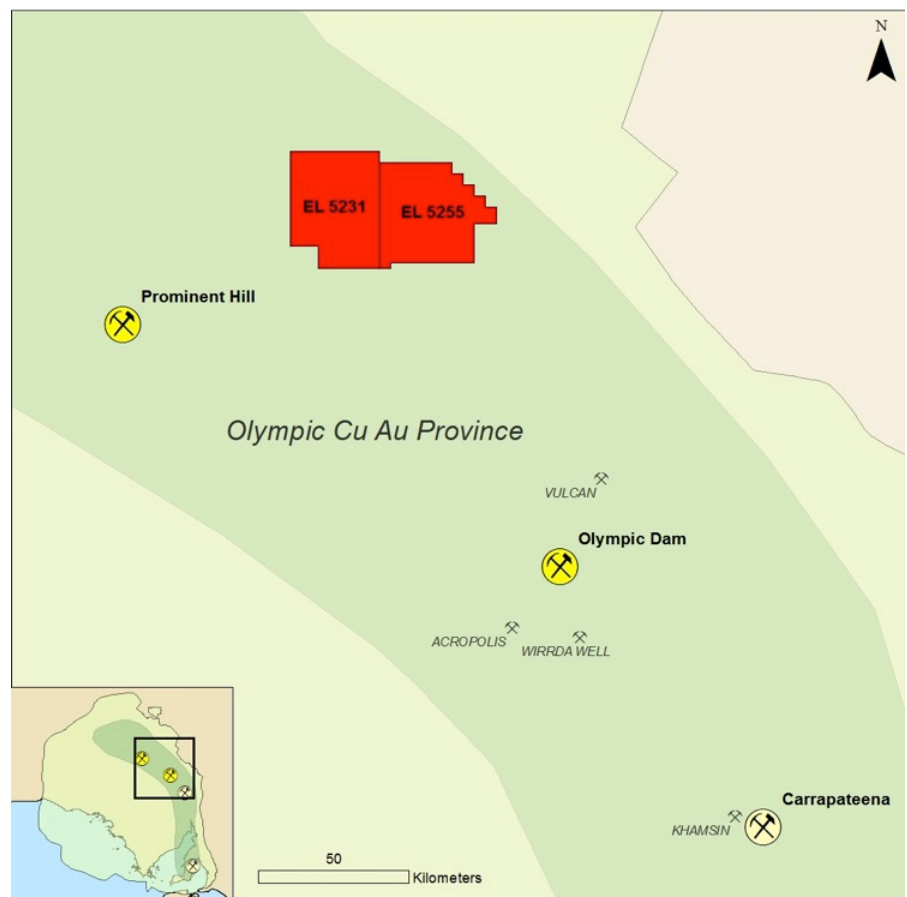 N
EL 5231
EL 5255
Prominent Hill
Olympic Cu Au Province
VULCAN
Olympic Dam
ACROPOLIS
WIRRDA WELL
Carrapateena
KHAMSIN
50
Kilometers